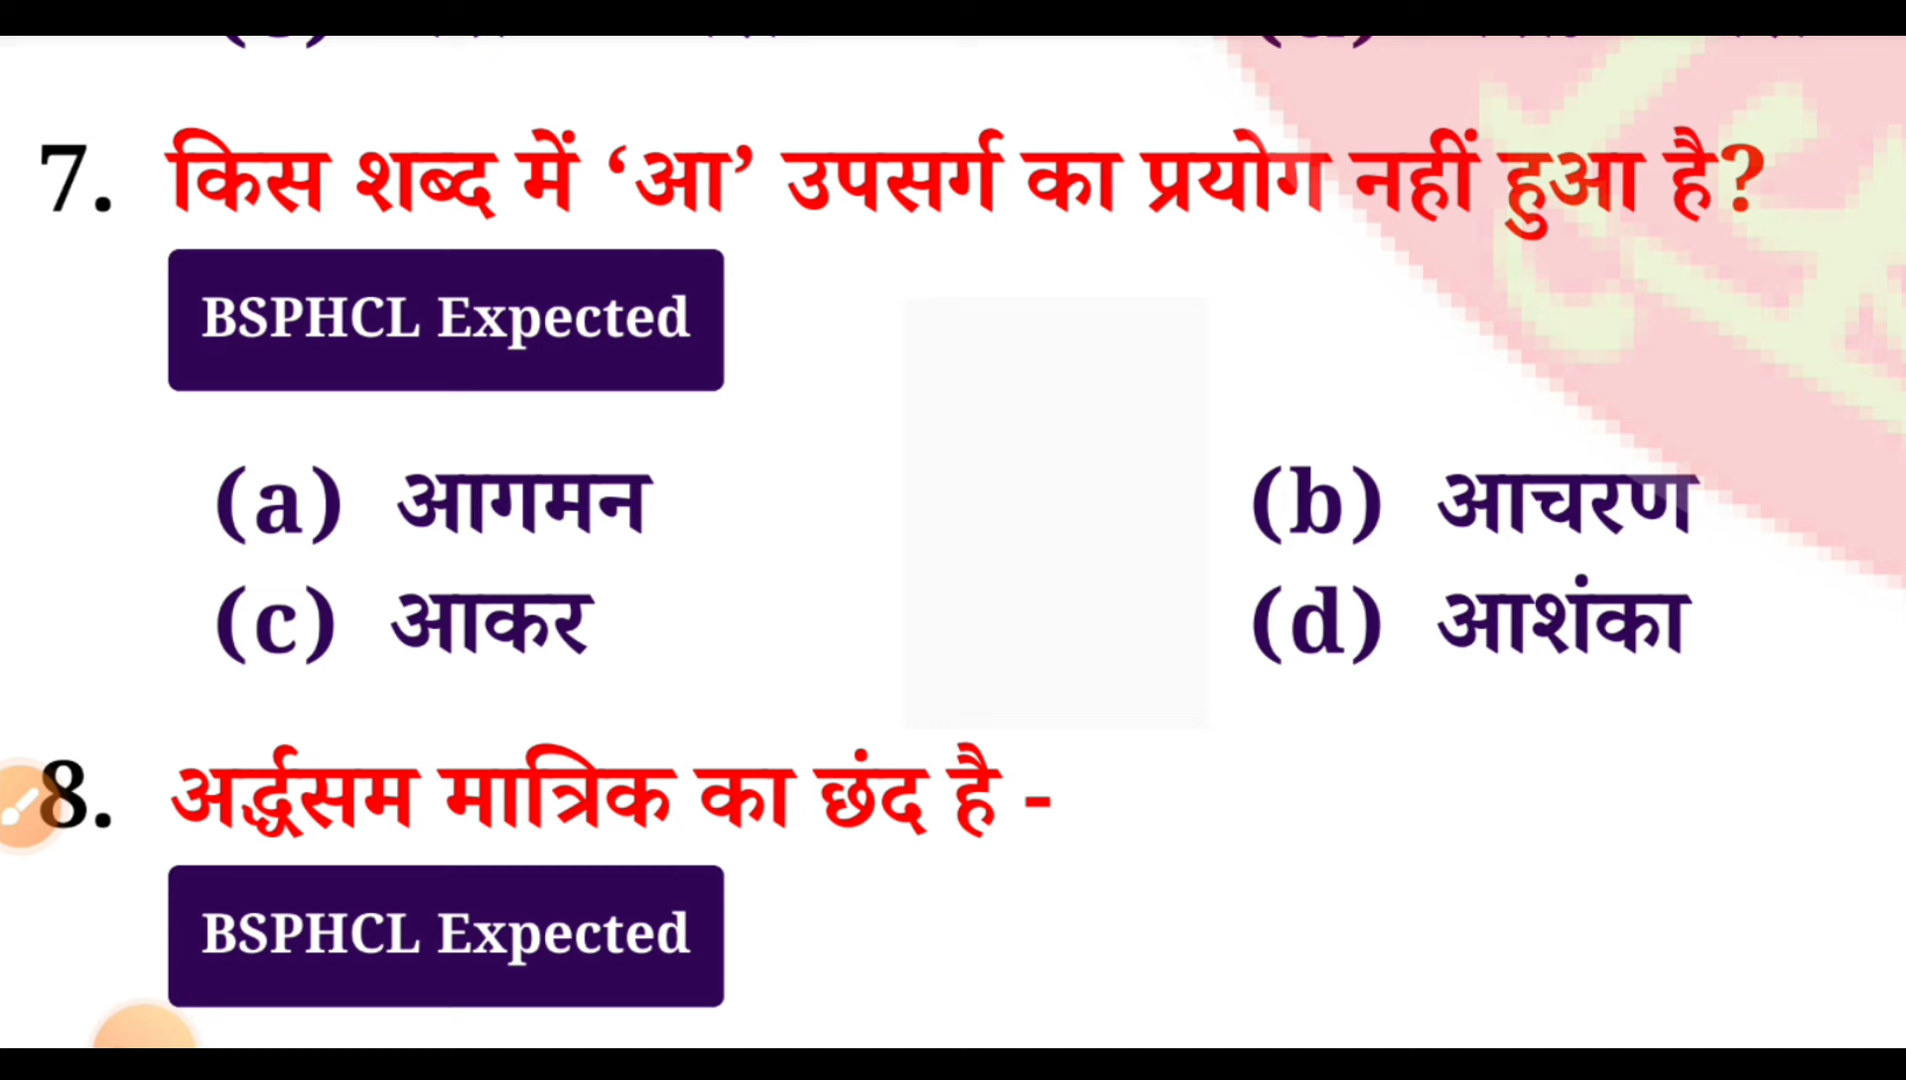 7. किस शब्द में ‘आ’ उपसर्ग का प्रयोग नहीं हुआ है?
BSPHCL Expected
(a) आगमन (b) आचरण
(c) आकर (d) आशंका
8. अर्द्धसम मात्रिक का छंद है -
BSPHCL Expected